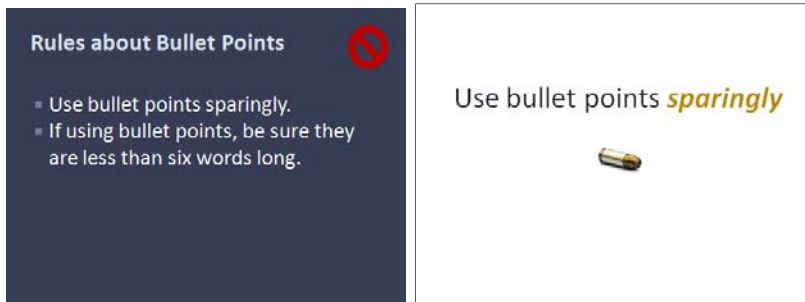 Rules about Bullet Points
Use bullet points sparingly.
If using bullet points, be sure they
are less than six words long.
Use bullet points sparingly